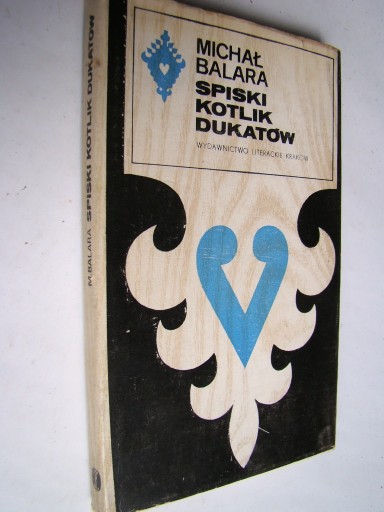 MICHAŁ
BALARA
SPISKI
KOTLIK
DUKATÓW
WYDAWNICTWO LITERACKIE KRAKÓW
M.BALARA SPISKI KOTLIK DUKATÓW